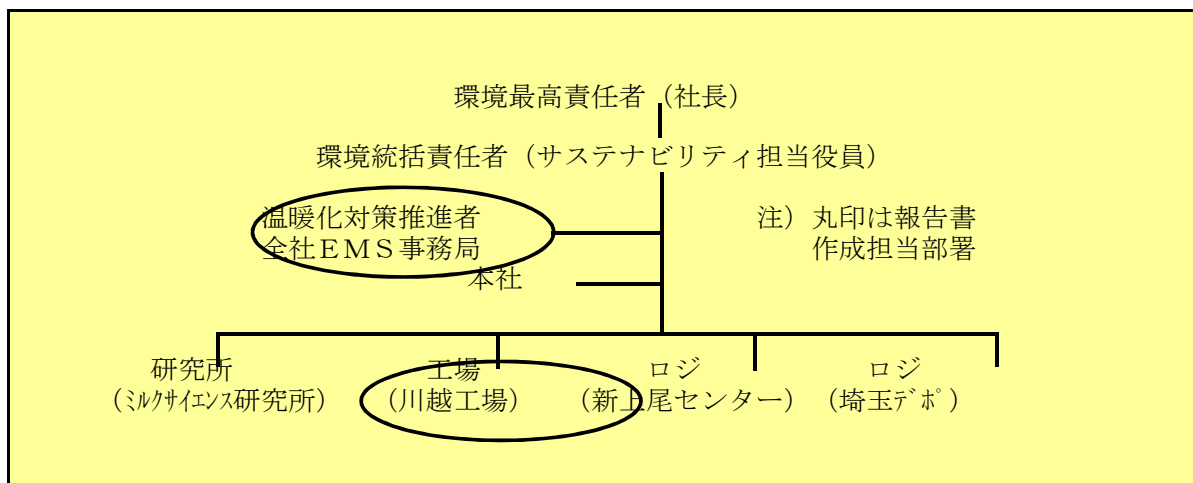 環境最高責任者（社長）
環境統括責任者（サステナビリティ担当役員）
温暖化対策推進者
全社ＥＭＳ事務局
注）丸印は報告書
作成担当部署
本社
研究所
（ﾐﾙｸサイエンス研究所）
工場
（川越工場）
ロジ
（新上尾センター）
ロジ
（埼玉ﾃﾞﾎﾟ）